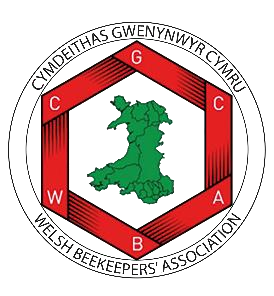 CYMDEITHAS GWENYNWYR CYMRU
G
C C
W A
B
WELSH BEEKEEPERS' ASSOCIATION